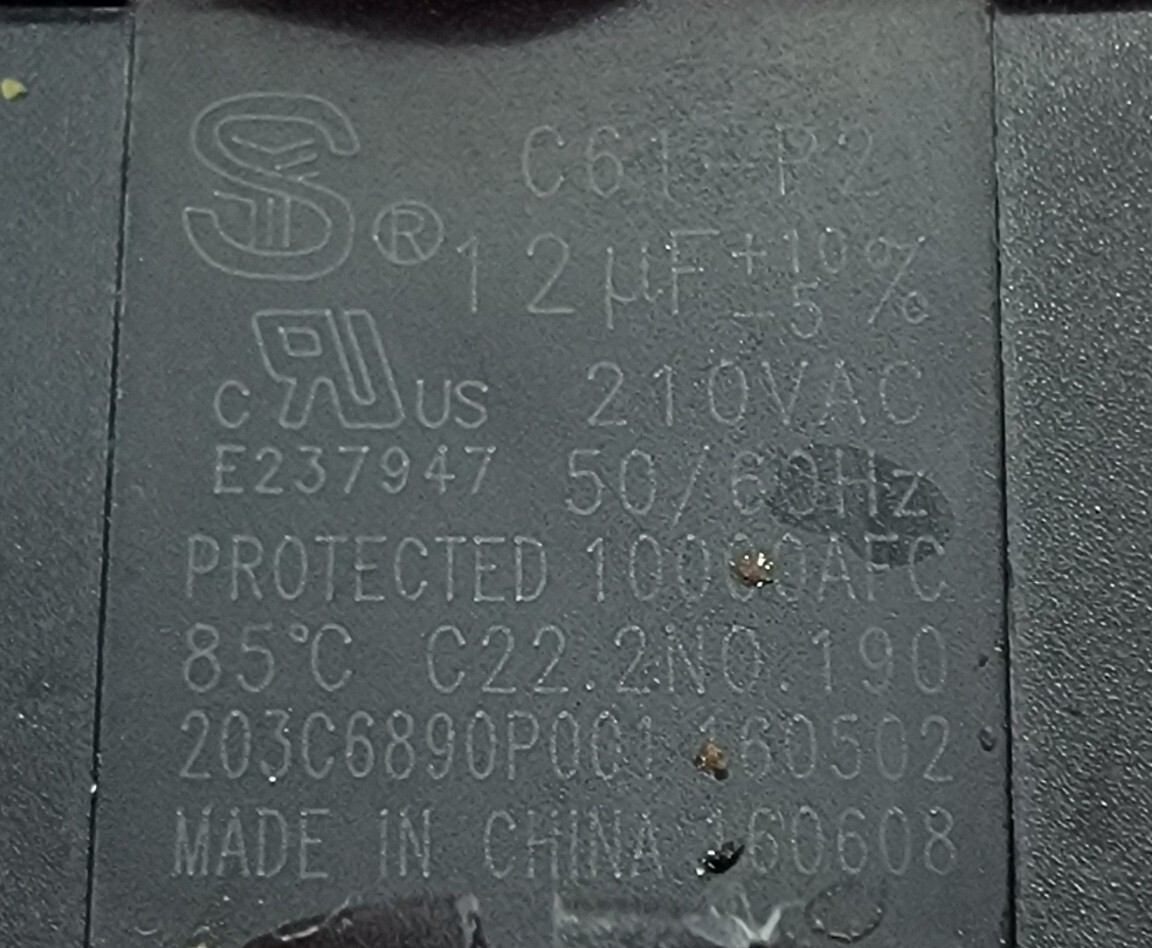 S ® C61-P2
12μF +10 -5 %
c RU US 210VAC
E237947 50/60Hz
PROTECTED 10000AFC
85°C C22.2NO.190
203C6890P001 160502
MADE IN CHINA 160608